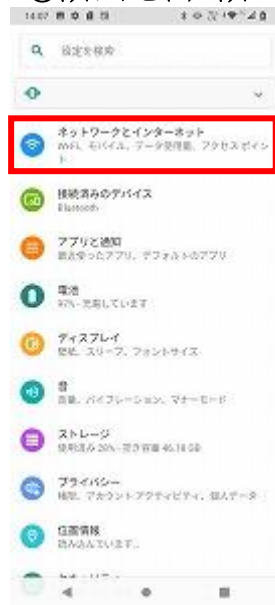 14:07
設定を検索
ネットワークとインターネット
Wi-Fi、モバイル、データ使用量、アクセスポイント
接続済みのデバイス
Bluetooth
アプリと通知
最近使ったアプリ、デフォルトのアプリ
電池
97% - 充電しています
ディスプレイ
壁紙、スリープ、フォントサイズ
音
音量、バイブレーション、マナーモード
ストレージ
使用済み 28% - 空き容量 46.18 GB
プライバシー
権限、アカウント アクティビティ、個人データ
位置情報
読み込んでいます…